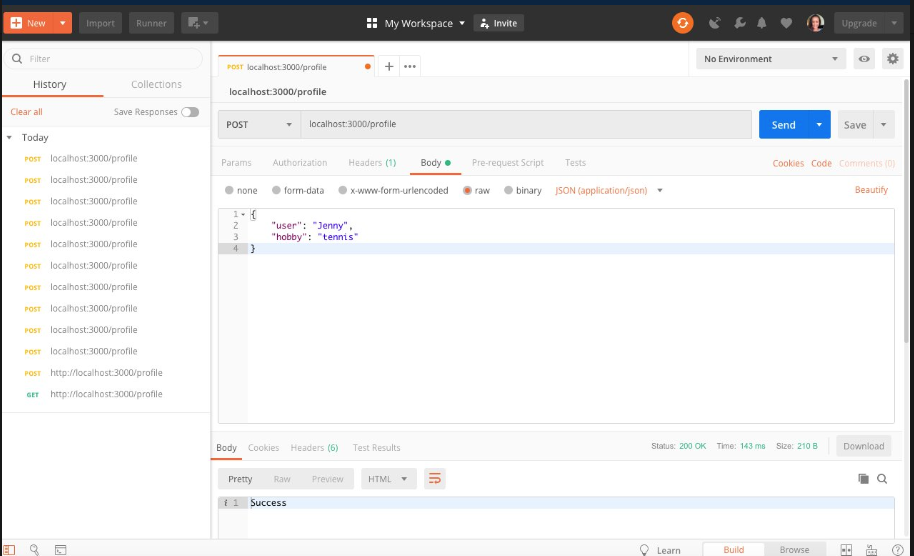 New Import Runner My Workspace Invite Upgrade
Filter
History Collections
Clear all Save Responses
Today
POST localhost:3000/profile
POST localhost:3000/profile
POST localhost:3000/profile
POST localhost:3000/profile
POST localhost:3000/profile
POST localhost:3000/profile
POST localhost:3000/profile
POST localhost:3000/profile
POST localhost:3000/profile
POST localhost:3000/profile
POST http://localhost:3000/profile
GET http://localhost:3000/profile
POST localhost:3000/profile + ••• No Environment
localhost:3000/profile
POST localhost:3000/profile Send Save
Params Authorization Headers (1) Body Pre-request Script Tests Cookies Code Comments (0)
none form-data x-www-form-urlencoded raw binary JSON (application/json) Beautify
1 {
2 "user": "Jenny",
3 "hobby": "tennis"
4 }
Body Cookies Headers (6) Test Results Status: 200 OK Time: 143 ms Size: 210 B Download
Pretty Raw Preview HTML
i 1 Success
Learn Build Browse